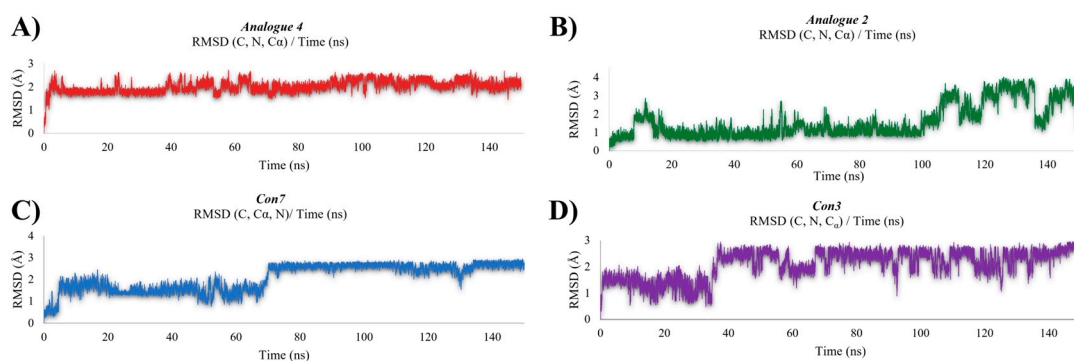 A)
Analogue 4
RMSD (C, N, Cα) / Time (ns)
RMSD (Å)
3
2
1
0
0 20 40 60 80 100 120 140
Time (ns)
B)
Analogue 2
RMSD (C, N, Cα) / Time (ns)
RMSD (Å)
4
3
2
1
0
0 20 40 60 80 100 120 140
Time (ns)
C)
Con7
RMSD (C, Cα, N)/ Time (ns)
RMSD (Å)
4
3
2
1
0
0 20 40 60 80 100 120 140
Time (ns)
D)
Con3
RMSD (C, N, Cα) / Time (ns)
RMSD (Å)
3
2
1
0
0 20 40 60 80 100 120 140
Time (ns)